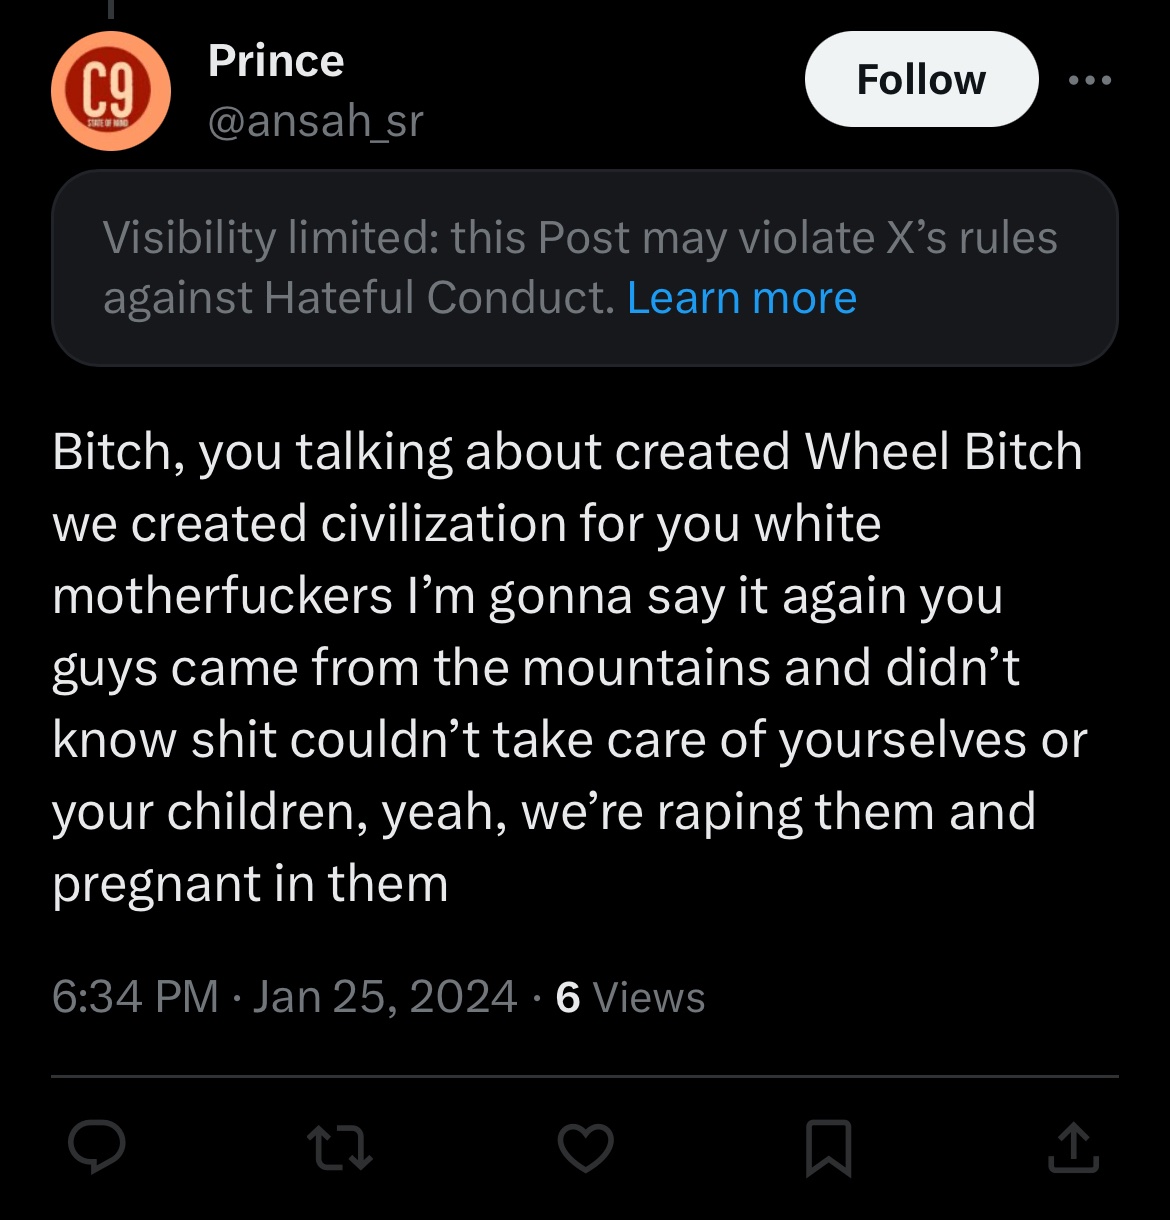 C9
STATE OF MIND
Prince
@ansah_sr
Follow
Visibility limited: this Post may violate X’s rules
against Hateful Conduct. Learn more
Bitch, you talking about created Wheel Bitch
we created civilization for you white
motherfuckers I’m gonna say it again you
guys came from the mountains and didn’t
know shit couldn’t take care of yourselves or
your children, yeah, we’re raping them and
pregnant in them
6:34 PM · Jan 25, 2024 · 6 Views